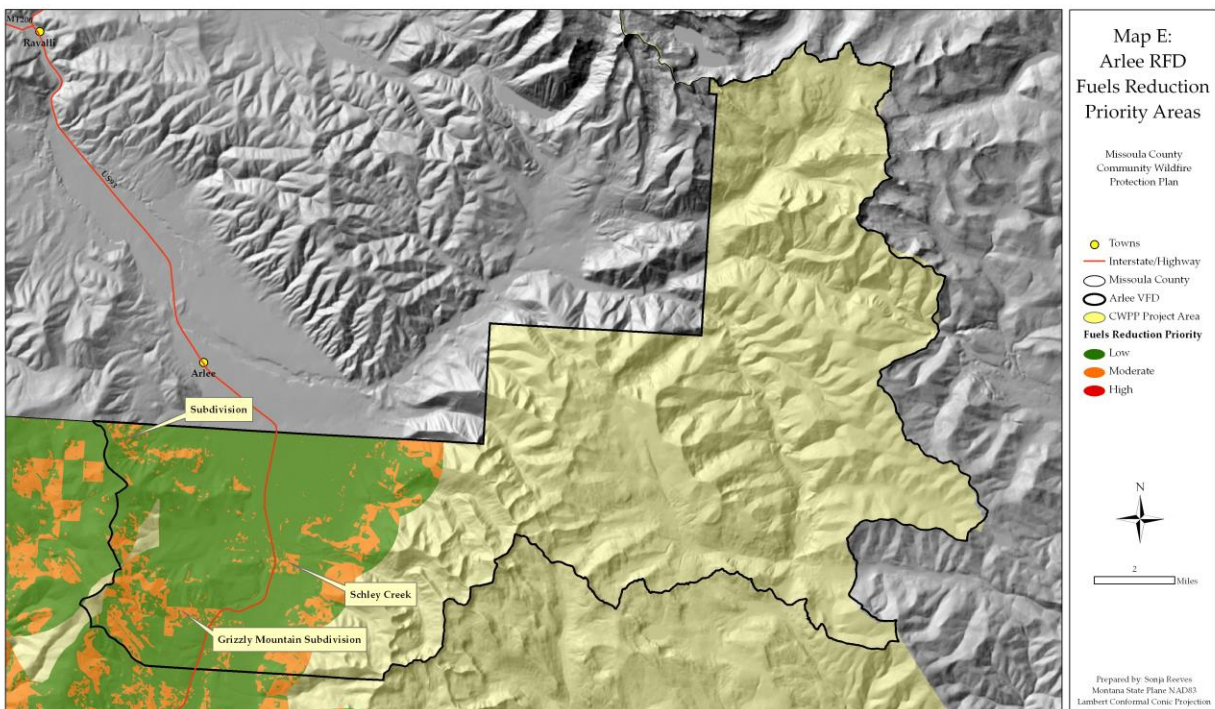 MT200
Ravalli
US93
Arlee
Subdivision
Schley Creek
Grizzly Mountain Subdivision
Map E:
Arlee RFD
Fuels Reduction
Priority Areas
Missoula County
Community Wildfire
Protection Plan
Towns
Interstate/Highway
Missoula County
Arlee VFD
CWPP Project Area
Fuels Reduction Priority
Low
Moderate
High
N
2
Miles
Prepared by: Sonja Reeves
Montana State Plane NAD83
Lambert Conformal Conic Projection